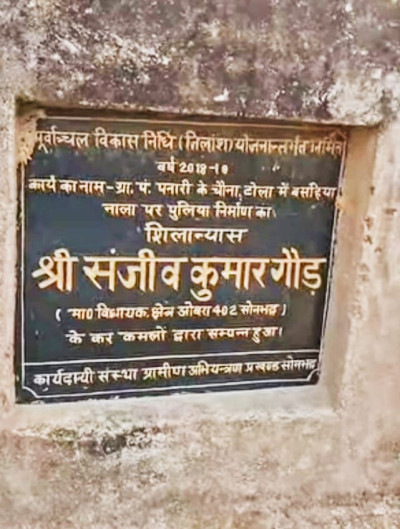 पूर्वाञ्चल विकास निधि (जिलांश) योजनान्तर्गत निर्मित
वर्ष 2018-19
कार्य का नाम-ग्रा. पं. पनारी के चौना, टोला में बसहिया
नाला पर पुलिया निर्माण का
शिलान्यास
श्री संजीव कुमार गौड़
( मा0 विधायक, क्षेत्र ओबरा 402 सोनभद्र )
के कर कमलों द्वारा सम्पन्न हुआ।
कार्यदायी संस्था ग्रामीण अभियन्त्रण प्रखण्ड सोनभद्र